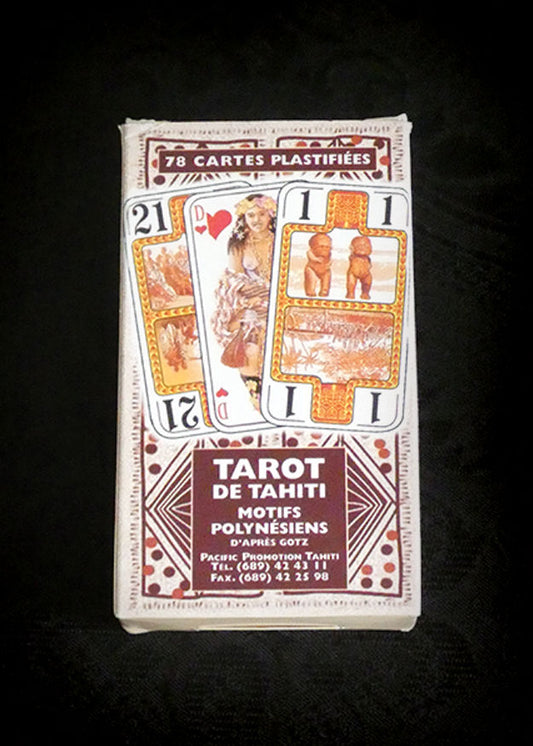 78 CARTES PLASTIFIÉES
21
D
1 1
21
D
1 1
TAROT
DE TAHITI
MOTIFS
POLYNÉSIENS
D'APRÈS GOTZ
PACIFIC PROMOTION TAHITI
TÉL. (689) 42 43 11
FAX. (689) 42 25 98